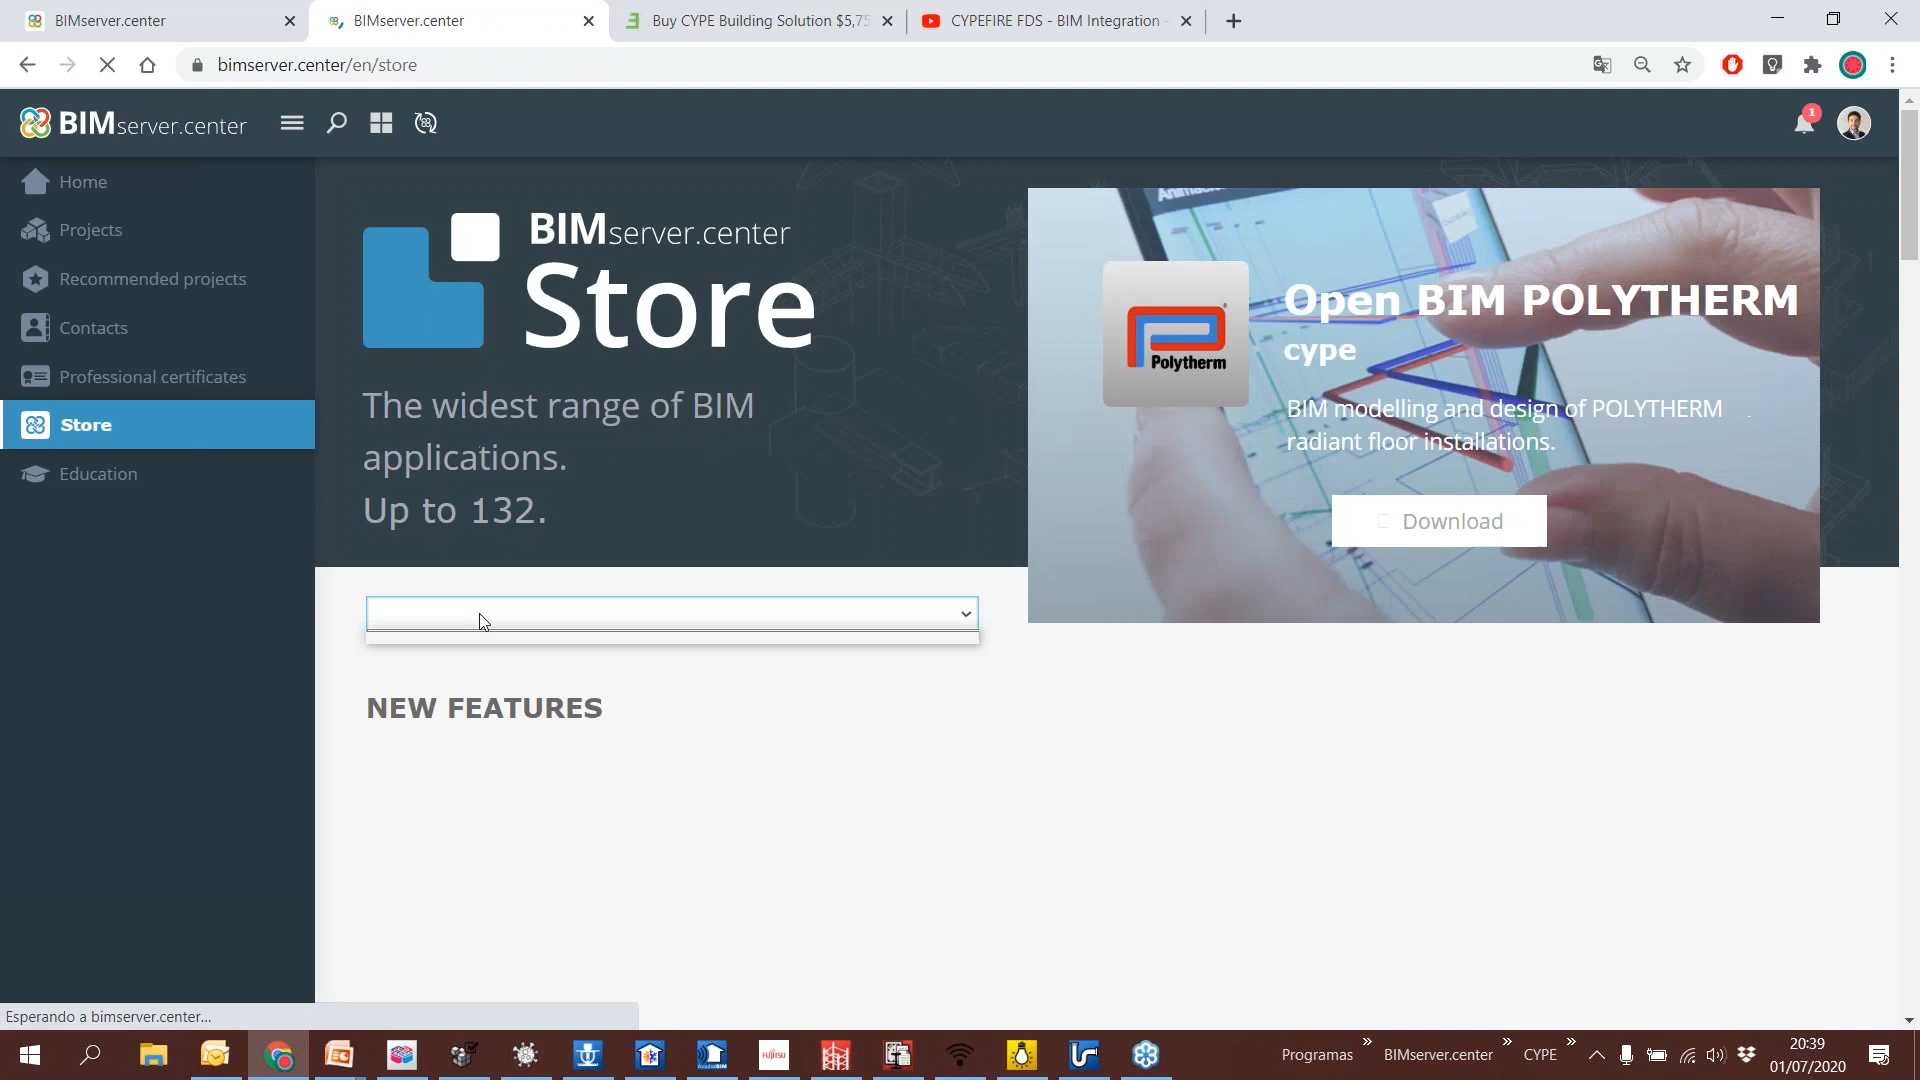 BIMserver.center
BIMserver.center
Buy CYPE Building Solution $5,75
CYPEFIRE FDS - BIM Integration -
bimserver.center/en/store
BIMserver.center
1
Home
Projects
Recommended projects
Contacts
Professional certificates
Store
Education
BIMserver.center
Store
The widest range of BIM
applications.
Up to 132.
Polytherm
Open BIM POLYTHERM
cype
BIM modelling and design of POLYTHERM
radiant floor installations.
Download
NEW FEATURES
Esperando a bimserver.center...
FUJITSU
Programas
BIMserver.center
CYPE
20:39
01/07/2020